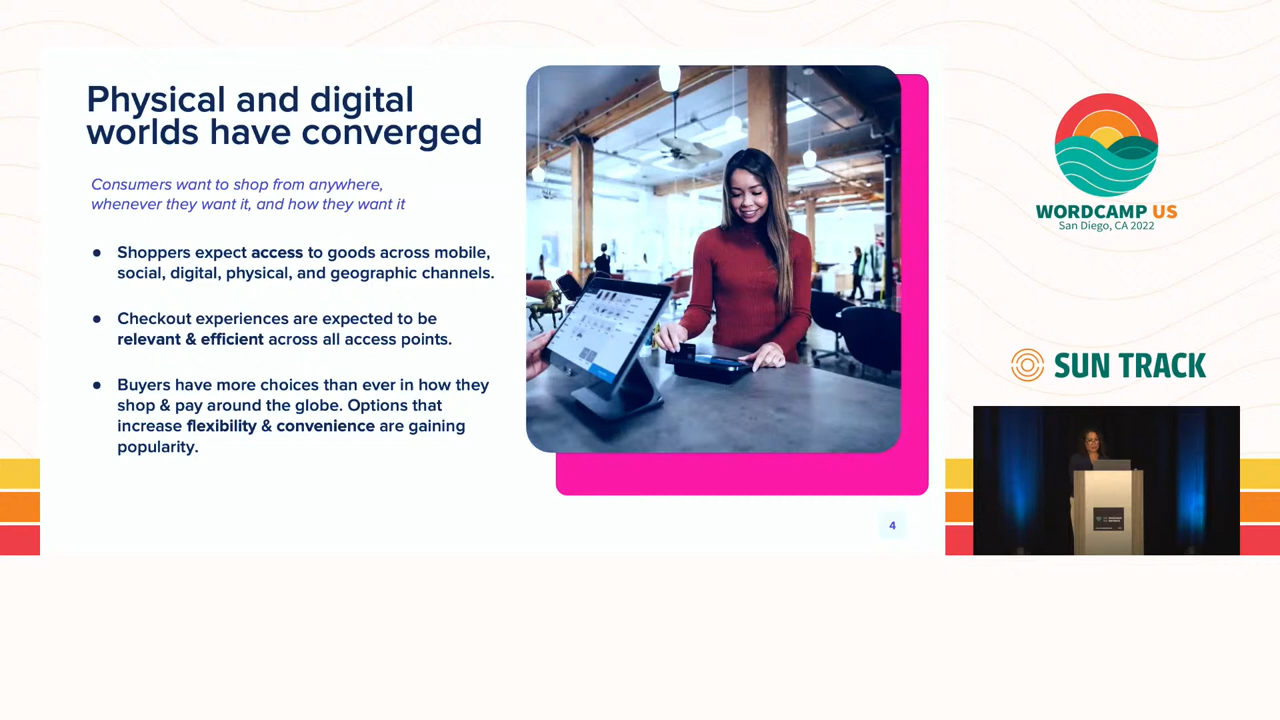 Physical and digital
worlds have converged
Consumers want to shop from anywhere,
whenever they want it, and how they want it
● Shoppers expect access to goods across mobile,
social, digital, physical, and geographic channels.
● Checkout experiences are expected to be
relevant & efficient across all access points.
● Buyers have more choices than ever in how they
shop & pay around the globe. Options that
increase flexibility & convenience are gaining
popularity.
4
WORDCAMP US
San Diego, CA 2022
SUN TRACK